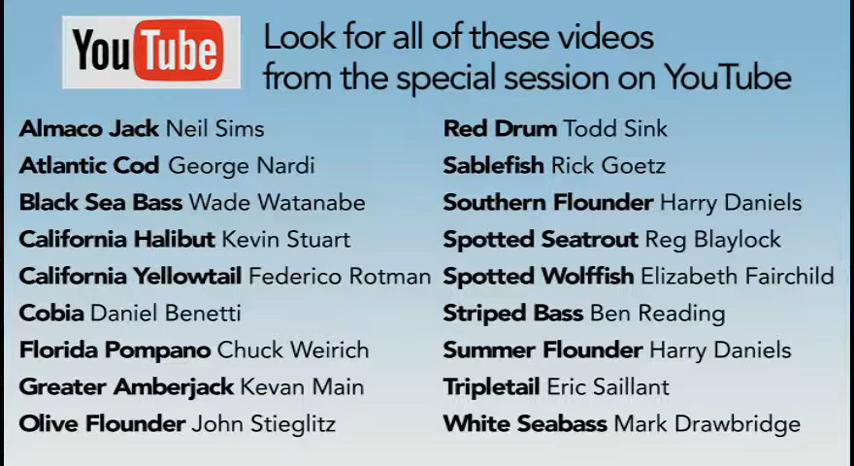 YouTube
Look for all of these videos
from the special session on YouTube
Almaco Jack Neil Sims
Atlantic Cod George Nardi
Black Sea Bass Wade Watanabe
California Halibut Kevin Stuart
California Yellowtail Federico Rotman
Cobia Daniel Benetti
Florida Pompano Chuck Weirich
Greater Amberjack Kevan Main
Olive Flounder John Stieglitz
Red Drum Todd Sink
Sablefish Rick Goetz
Southern Flounder Harry Daniels
Spotted Seatrout Reg Blaylock
Spotted Wolffish Elizabeth Fairchild
Striped Bass Ben Reading
Summer Flounder Harry Daniels
Tripletail Eric Saillant
White Seabass Mark Drawbridge